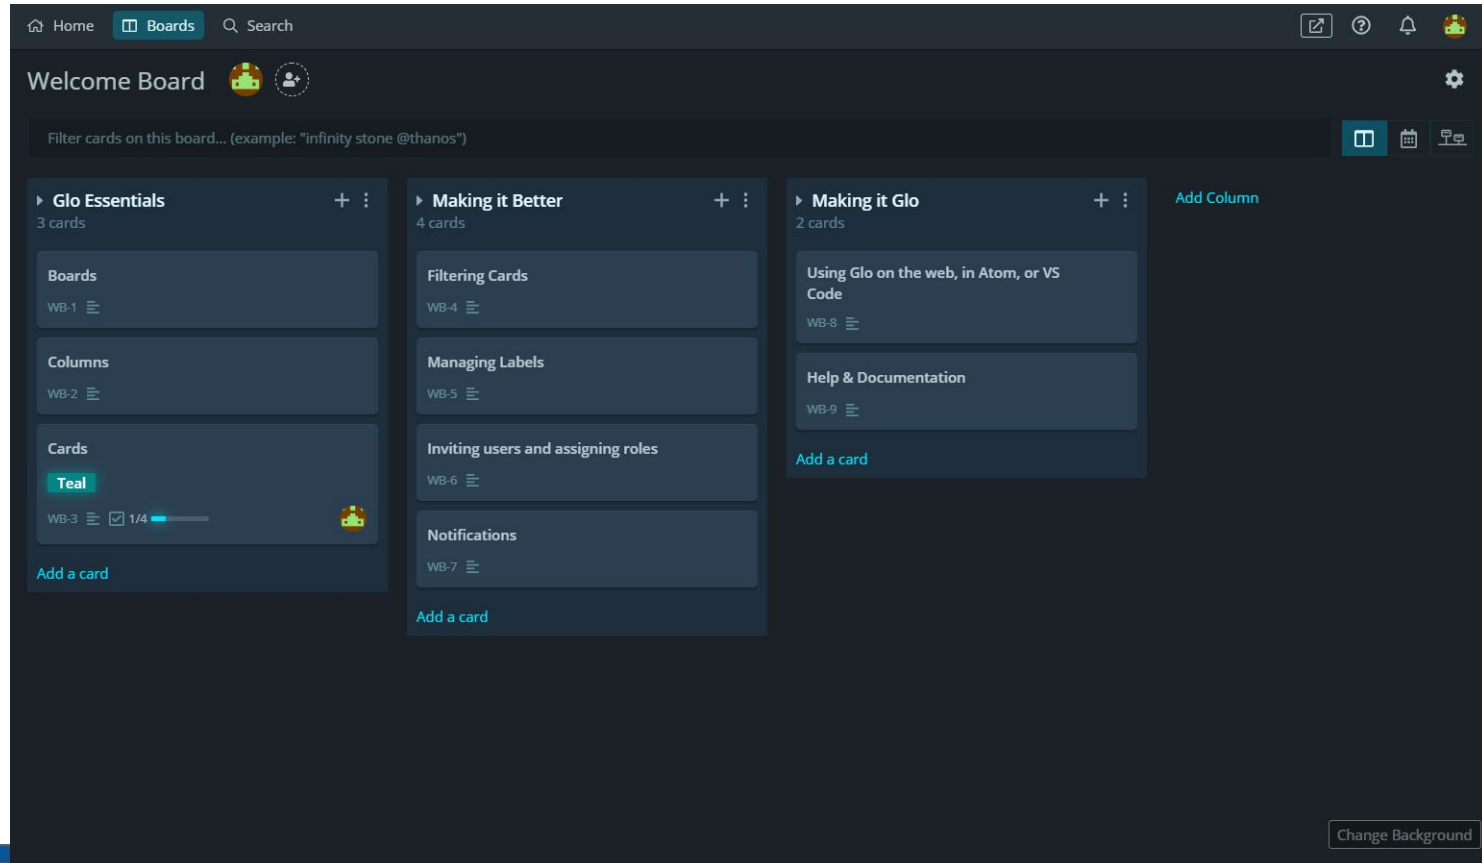 Home Boards Search
Welcome Board
Filter cards on this board... (example: "infinity stone @thanos")
Glo Essentials
3 cards
Boards
WB-1
Columns
WB-2
Cards
Teal
WB-3 1/4
Add a card
Making it Better
4 cards
Filtering Cards
WB-4
Managing Labels
WB-5
Inviting users and assigning roles
WB-6
Notifications
WB-7
Add a card
Making it Glo
2 cards
Using Glo on the web, in Atom, or VS
Code
WB-8
Help & Documentation
WB-9
Add a card
Add Column
Change Background